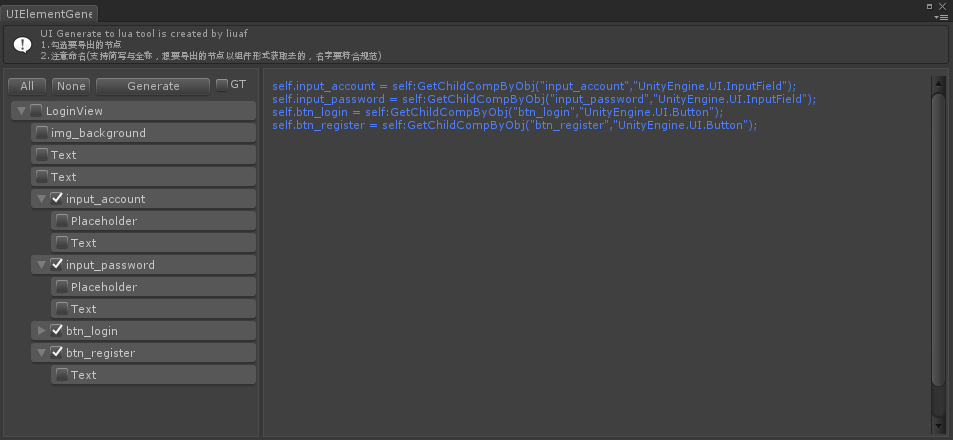 UIElementGene
UI Generate to lua tool is created by liuaf
1.勾选要导出的节点
2.注意命名(支持简写与全称，想要导出的节点以组件形式获取去的，名字要符合规范)
All None Generate GT
LoginView
img_background
Text
Text
input_account
Placeholder
Text
input_password
Placeholder
Text
btn_login
btn_register
Text
self.input_account = self:GetChildCompByObj("input_account","UnityEngine.UI.InputField");
self.input_password = self:GetChildCompByObj("input_password","UnityEngine.UI.InputField");
self.btn_login = self:GetChildCompByObj("btn_login","UnityEngine.UI.Button");
self.btn_register = self:GetChildCompByObj("btn_register","UnityEngine.UI.Button");